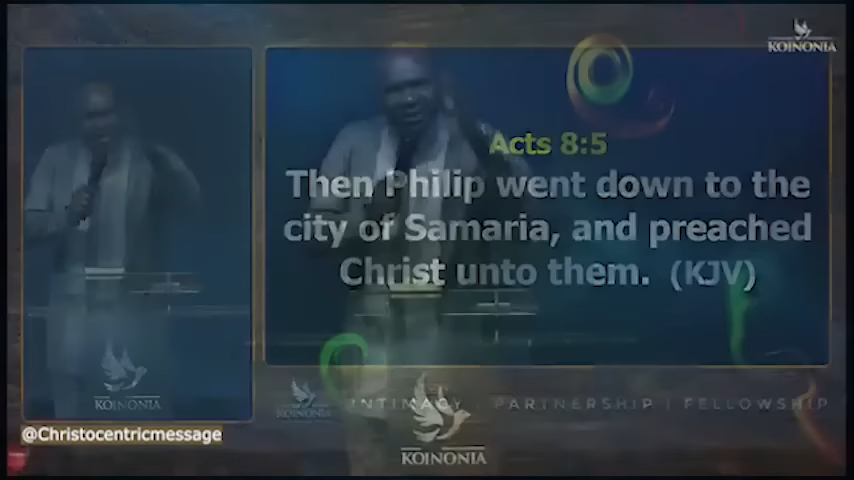 KOINONIA
Acts 8:5
Then Philip went down to the
city of Samaria, and preached
Christ unto them. (KJV)
KOINONIA
KOINONIA
INTIMACY | PARTNERSHIP | FELLOWSHIP
@Christocentricmessage
KOINONIA